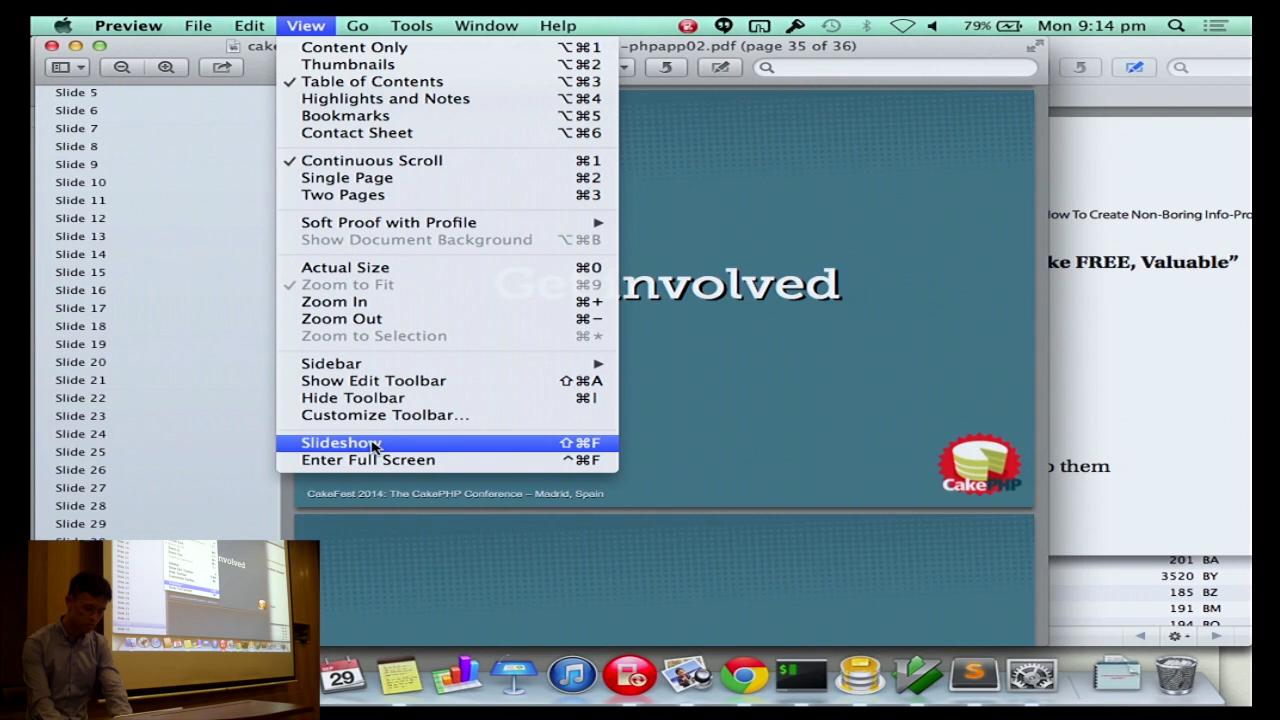 Preview File Edit View Go Tools Window Help 79% Mon 9:14 pm
cake
-phpapp02.pdf (page 35 of 36)
Slide 5
Slide 6
Slide 7
Slide 8
Slide 9
Slide 10
Slide 11
Slide 12
Slide 13
Slide 14
Slide 15
Slide 16
Slide 17
Slide 18
Slide 19
Slide 20
Slide 21
Slide 22
Slide 23
Slide 24
Slide 25
Slide 26
Slide 27
Slide 28
Slide 29
Content Only ⌥⌘1
Thumbnails ⌥⌘2
✓ Table of Contents ⌥⌘3
Highlights and Notes ⌥⌘4
Bookmarks ⌥⌘5
Contact Sheet ⌥⌘6
✓ Continuous Scroll ⌘1
Single Page ⌘2
Two Pages ⌘3
Soft Proof with Profile ▶
Show Document Background ⌥⌘B
Actual Size ⌘0
✓ Zoom to Fit ⌘9
Zoom In ⌘+
Zoom Out ⌘−
Zoom to Selection ⌘*
Sidebar ▶
Show Edit Toolbar ⇧⌘A
Hide Toolbar ⌘I
Customize Toolbar...
Slideshow ⇧⌘F
Enter Full Screen ^⌘F
Get involved
CakePHP
CakeFest 2014: The CakePHP Conference – Madrid, Spain
How To Create Non-Boring Info-Pro
ke FREE, Valuable”
o them
201 BA
3520 BY
185 BZ
191 BM
194 BO
SEP
29